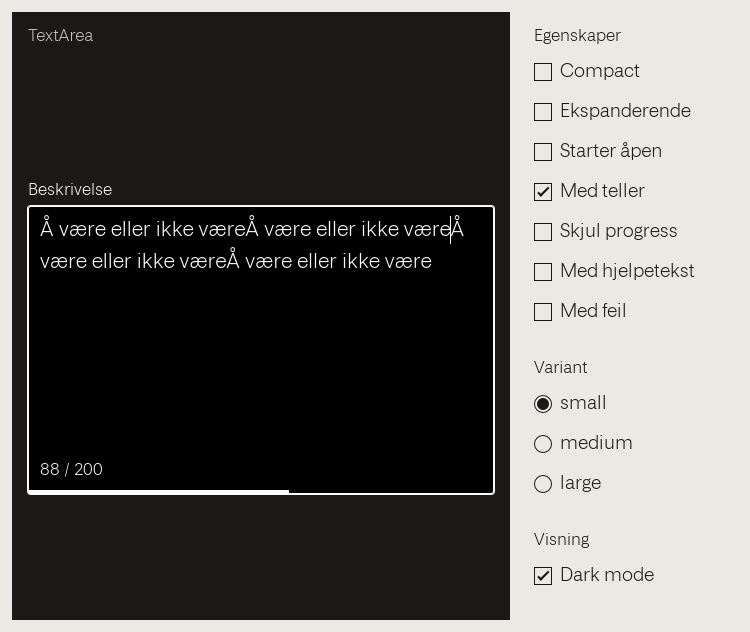 TextArea
Beskrivelse
Å være eller ikke væreÅ være eller ikke væreÅ
være eller ikke væreÅ være eller ikke være
88 / 200
Egenskaper
Compact
Ekspanderende
Starter åpen
Med teller
Skjul progress
Med hjelpetekst
Med feil
Variant
small
medium
large
Visning
Dark mode